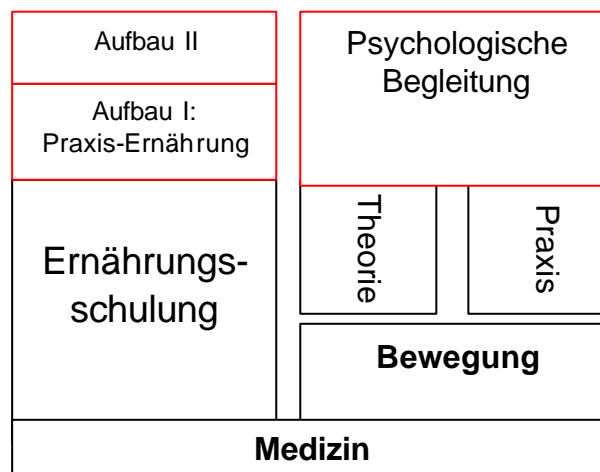 Aufbau II
Aufbau I:
Praxis-Ernährung
Ernährungs-
schulung
Psychologische
Begleitung
Theorie
Praxis
Bewegung
Medizin